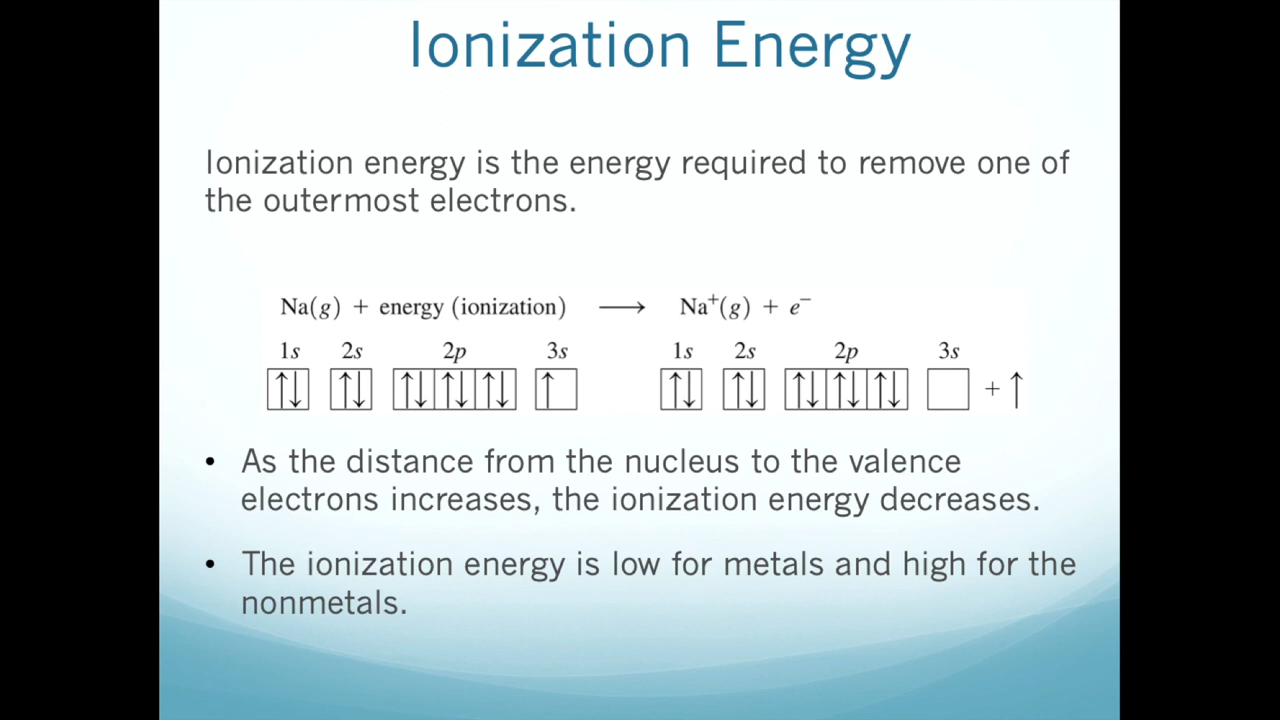 Ionization Energy
Ionization energy is the energy required to remove one of
the outermost electrons.
Na(g) + energy (ionization) ⟶ Na⁺(g) + e⁻
1s 2s 2p 3s 1s 2s 2p 3s
↑↓ ↑↓ ↑↓ ↑↓ ↑↓ ↑ ↑↓ ↑↓ ↑↓ ↑↓ ↑↓ + ↑
• As the distance from the nucleus to the valence
electrons increases, the ionization energy decreases.
• The ionization energy is low for metals and high for the
nonmetals.